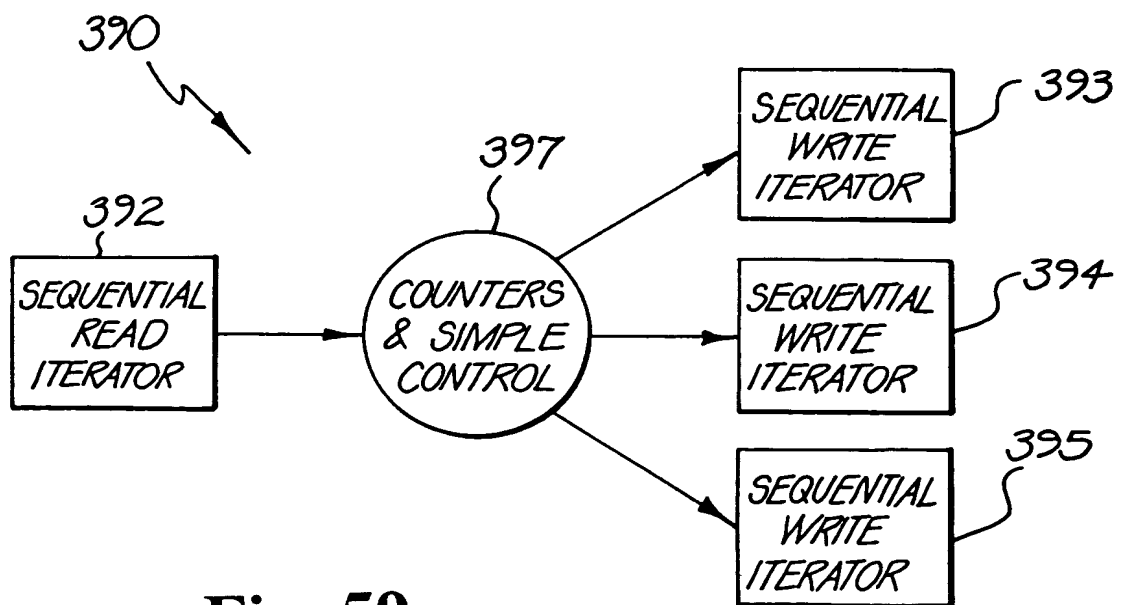 390
392
SEQUENTIAL
READ
ITERATOR
397
COUNTERS
& SIMPLE
CONTROL
393
SEQUENTIAL
WRITE
ITERATOR
394
SEQUENTIAL
WRITE
ITERATOR
395
SEQUENTIAL
WRITE
ITERATOR